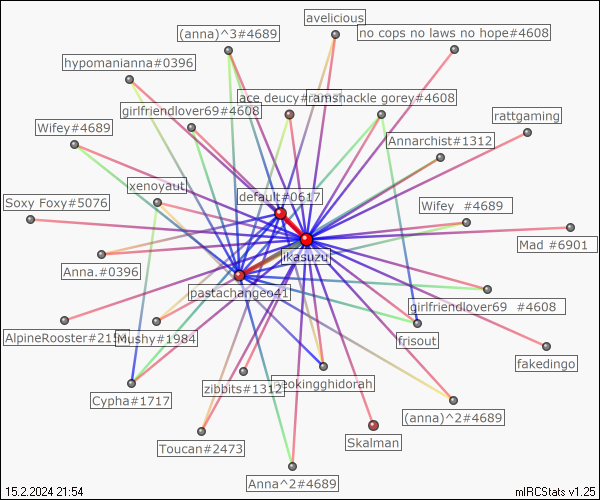 avelicious
(anna)^3#4689
no cops no laws no hope#4608
hypomanianna#0396
ace deucy#
ramshackle gorey#4608
girlfriendlover69#4608
rattgaming
Wifey#4689
Annarchist#1312
xenoyaut
default#0617
Soxy Foxy#5076
Wifey #4689
Mad #6901
ikasuzu
Anna.#0396
pastachangeo41
girlfriendlover69 #4608
AlpineRooster#215
Mushy#1984
frisout
fakedingo
zibbits#1312
eokingghidorah
Cypha#1717
(anna)^2#4689
Skalman
Toucan#2473
Anna^2#4689
15.2.2024 21:54
mIRCStats v1.25